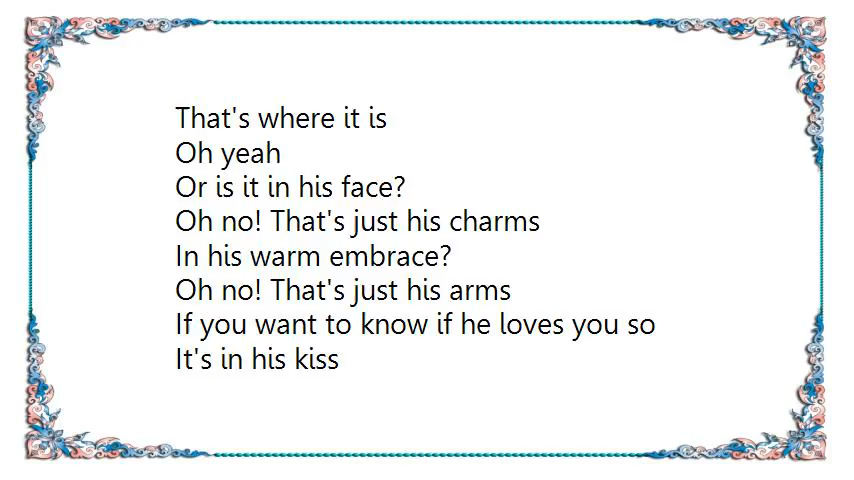 That's where it is
Oh yeah
Or is it in his face?
Oh no! That's just his charms
In his warm embrace?
Oh no! That's just his arms
If you want to know if he loves you so
It's in his kiss